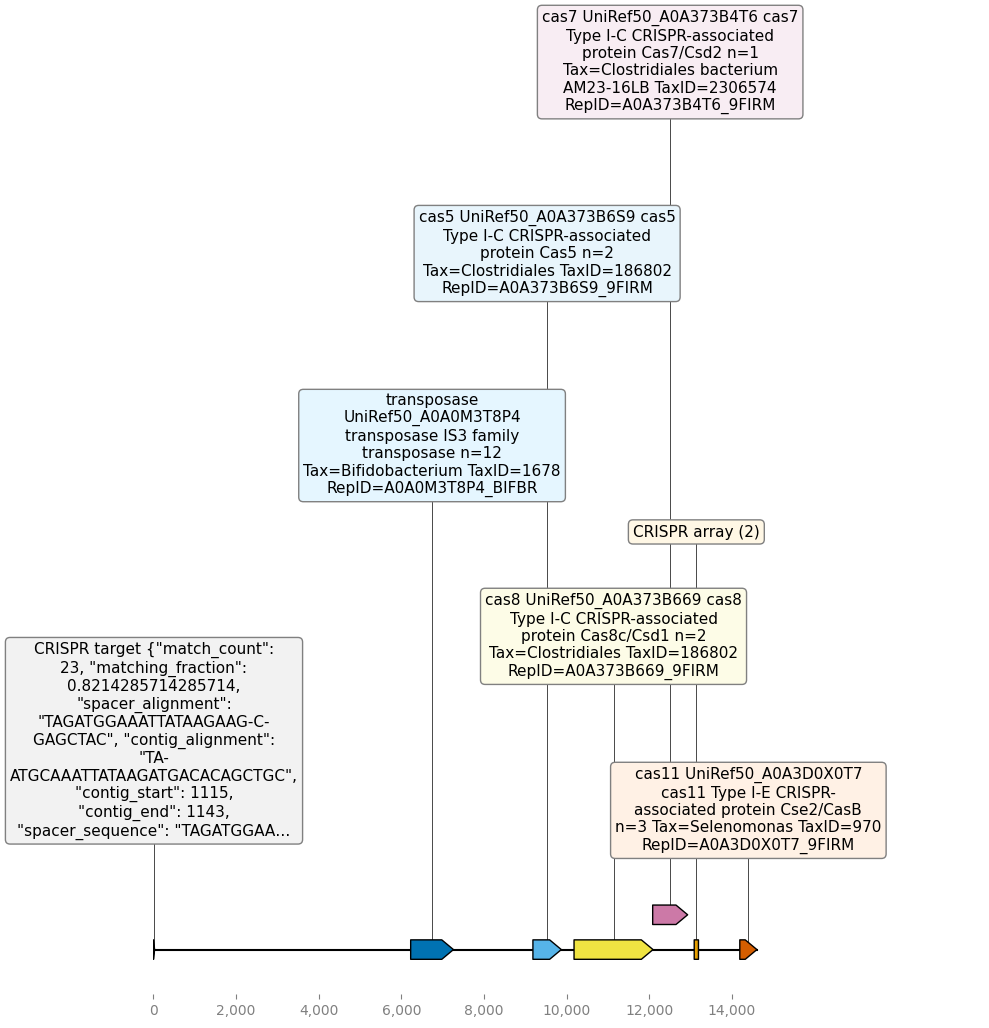 cas7 UniRef50_A0A373B4T6 cas7
Type I-C CRISPR-associated
protein Cas7/Csd2 n=1
Tax=Clostridiales bacterium
AM23-16LB TaxID=2306574
RepID=A0A373B4T6_9FIRM
cas5 UniRef50_A0A373B6S9 cas5
Type I-C CRISPR-associated
protein Cas5 n=2
Tax=Clostridiales TaxID=186802
RepID=A0A373B6S9_9FIRM
transposase
UniRef50_A0A0M3T8P4
transposase IS3 family
transposase n=12
Tax=Bifidobacterium TaxID=1678
RepID=A0A0M3T8P4_BIFBR
CRISPR array (2)
cas8 UniRef50_A0A373B669 cas8
Type I-C CRISPR-associated
protein Cas8c/Csd1 n=2
Tax=Clostridiales TaxID=186802
RepID=A0A373B669_9FIRM
CRISPR target {"match_count":
23, "matching_fraction":
0.8214285714285714,
"spacer_alignment":
"TAGATGGAAATTATAAGAAG-C-
GAGCTAC", "contig_alignment":
"TA-
ATGCAAATTATAAGATGACACAGCTGC",
"contig_start": 1115,
"contig_end": 1143,
"spacer_sequence": "TAGATGGAA...
cas11 UniRef50_A0A3D0X0T7
cas11 Type I-E CRISPR-
associated protein Cse2/CasB
n=3 Tax=Selenomonas TaxID=970
RepID=A0A3D0X0T7_9FIRM
0 2,000 4,000 6,000 8,000 10,000 12,000 14,000